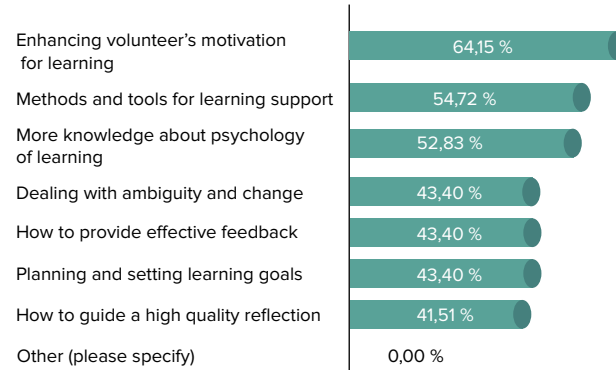 Enhancing volunteer’s motivation
for learning
64,15 %
Methods and tools for learning support
54,72 %
More knowledge about psychology
of learning
52,83 %
Dealing with ambiguity and change
43,40 %
How to provide effective feedback
43,40 %
Planning and setting learning goals
43,40 %
How to guide a high quality reflection
41,51 %
Other (please specify)
0,00 %